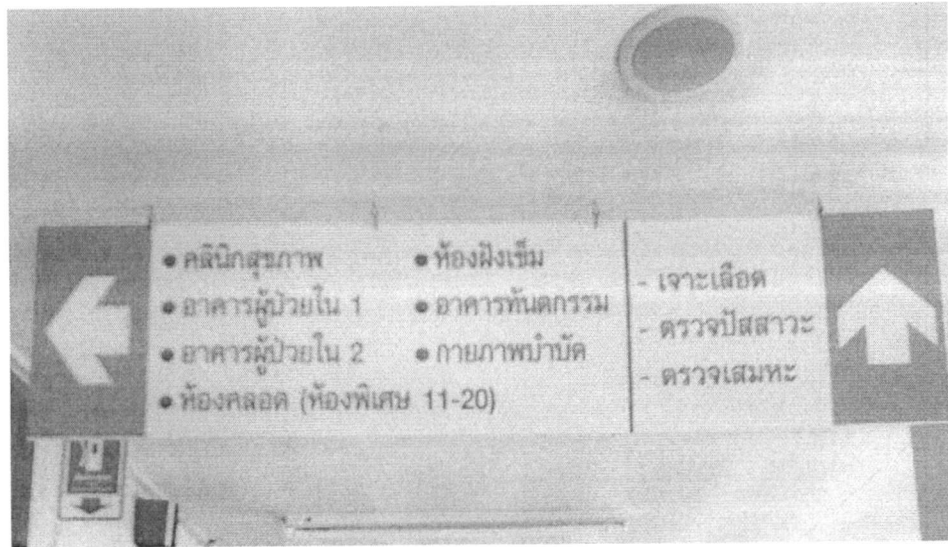 ● คลินิกสุขภาพ
● อาคารผู้ป่วยใน 1
● อาคารผู้ป่วยใน 2
● ห้องคลอด (ห้องพิเศษ 11-20)
● ห้องฝังเข็ม
● อาคารทันตกรรม
● กายภาพบำบัด
- เจาะเลือด
- ตรวจปัสสาวะ
- ตรวจเสมหะ